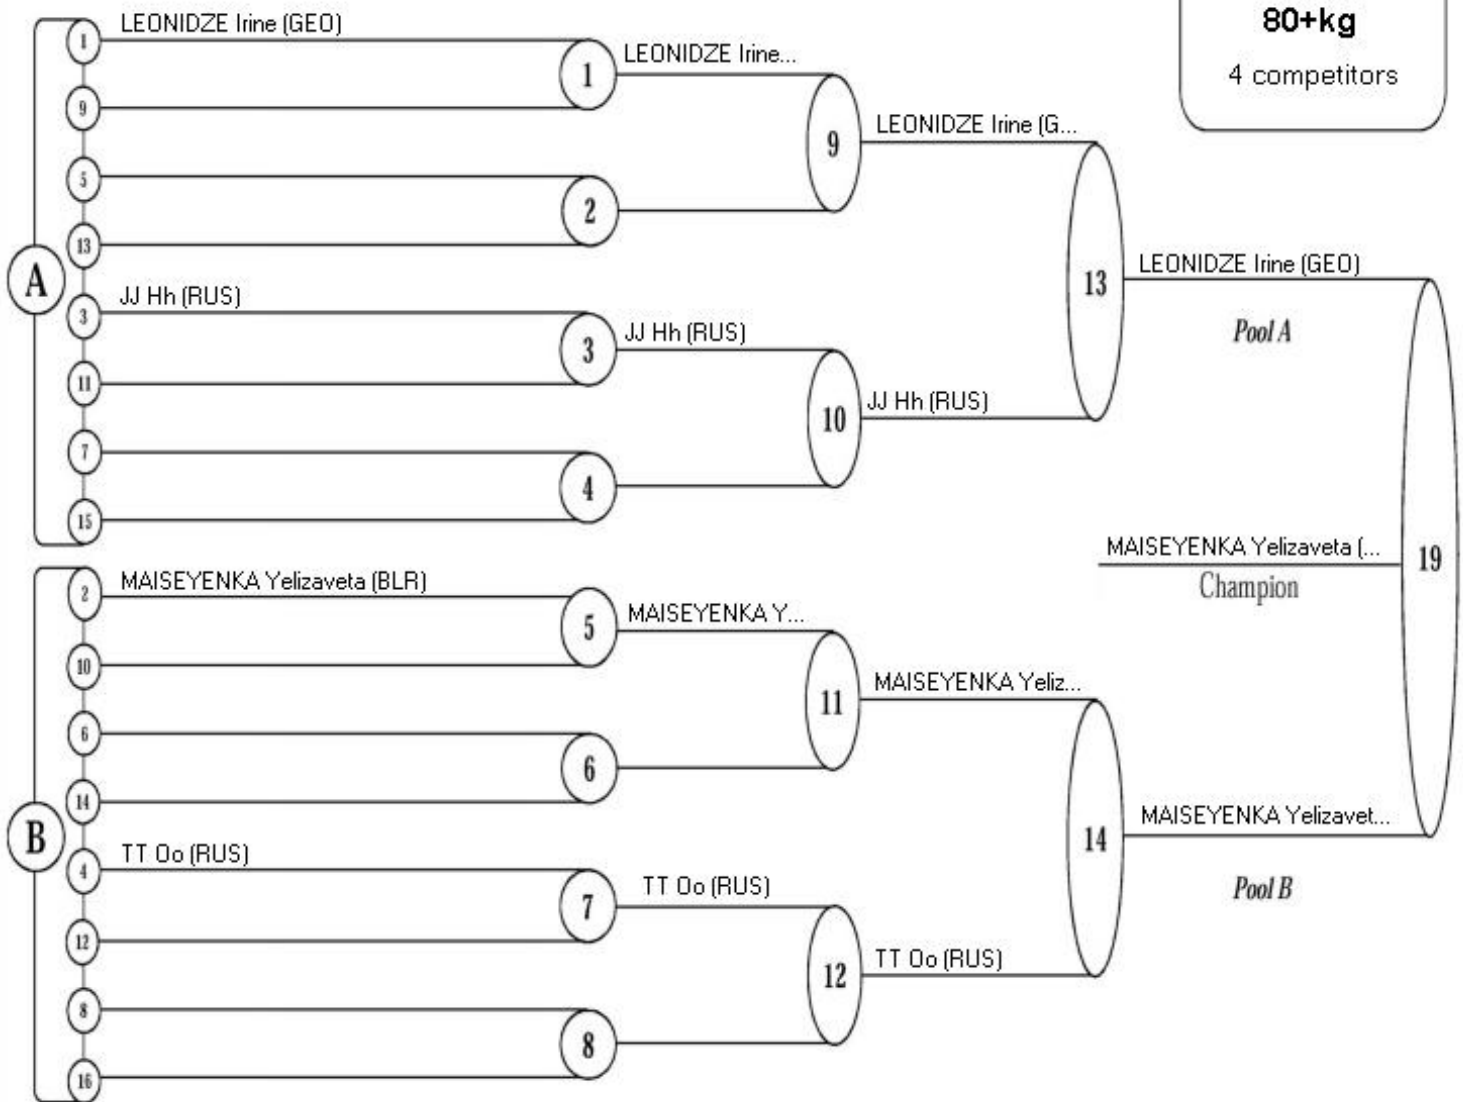 80+kg
4 competitors
LEONIDZE Irine (GEO)
1
9
5
13
A
JJ Hh (RUS)
3
11
7
15
1
2
3
4
LEONIDZE Irine...
JJ Hh (RUS)
9
10
LEONIDZE Irine (G...
JJ Hh (RUS)
13
LEONIDZE Irine (GEO)
Pool A
MAISEYENKA Yelizaveta (...
Champion
19
MAISEYENKA Yelizaveta (BLR)
2
10
6
14
B
TT Oo (RUS)
4
12
8
16
5
6
7
8
MAISEYENKA Y...
TT Oo (RUS)
11
12
MAISEYENKA Yeliz...
TT Oo (RUS)
14
MAISEYENKA Yelizavet...
Pool B